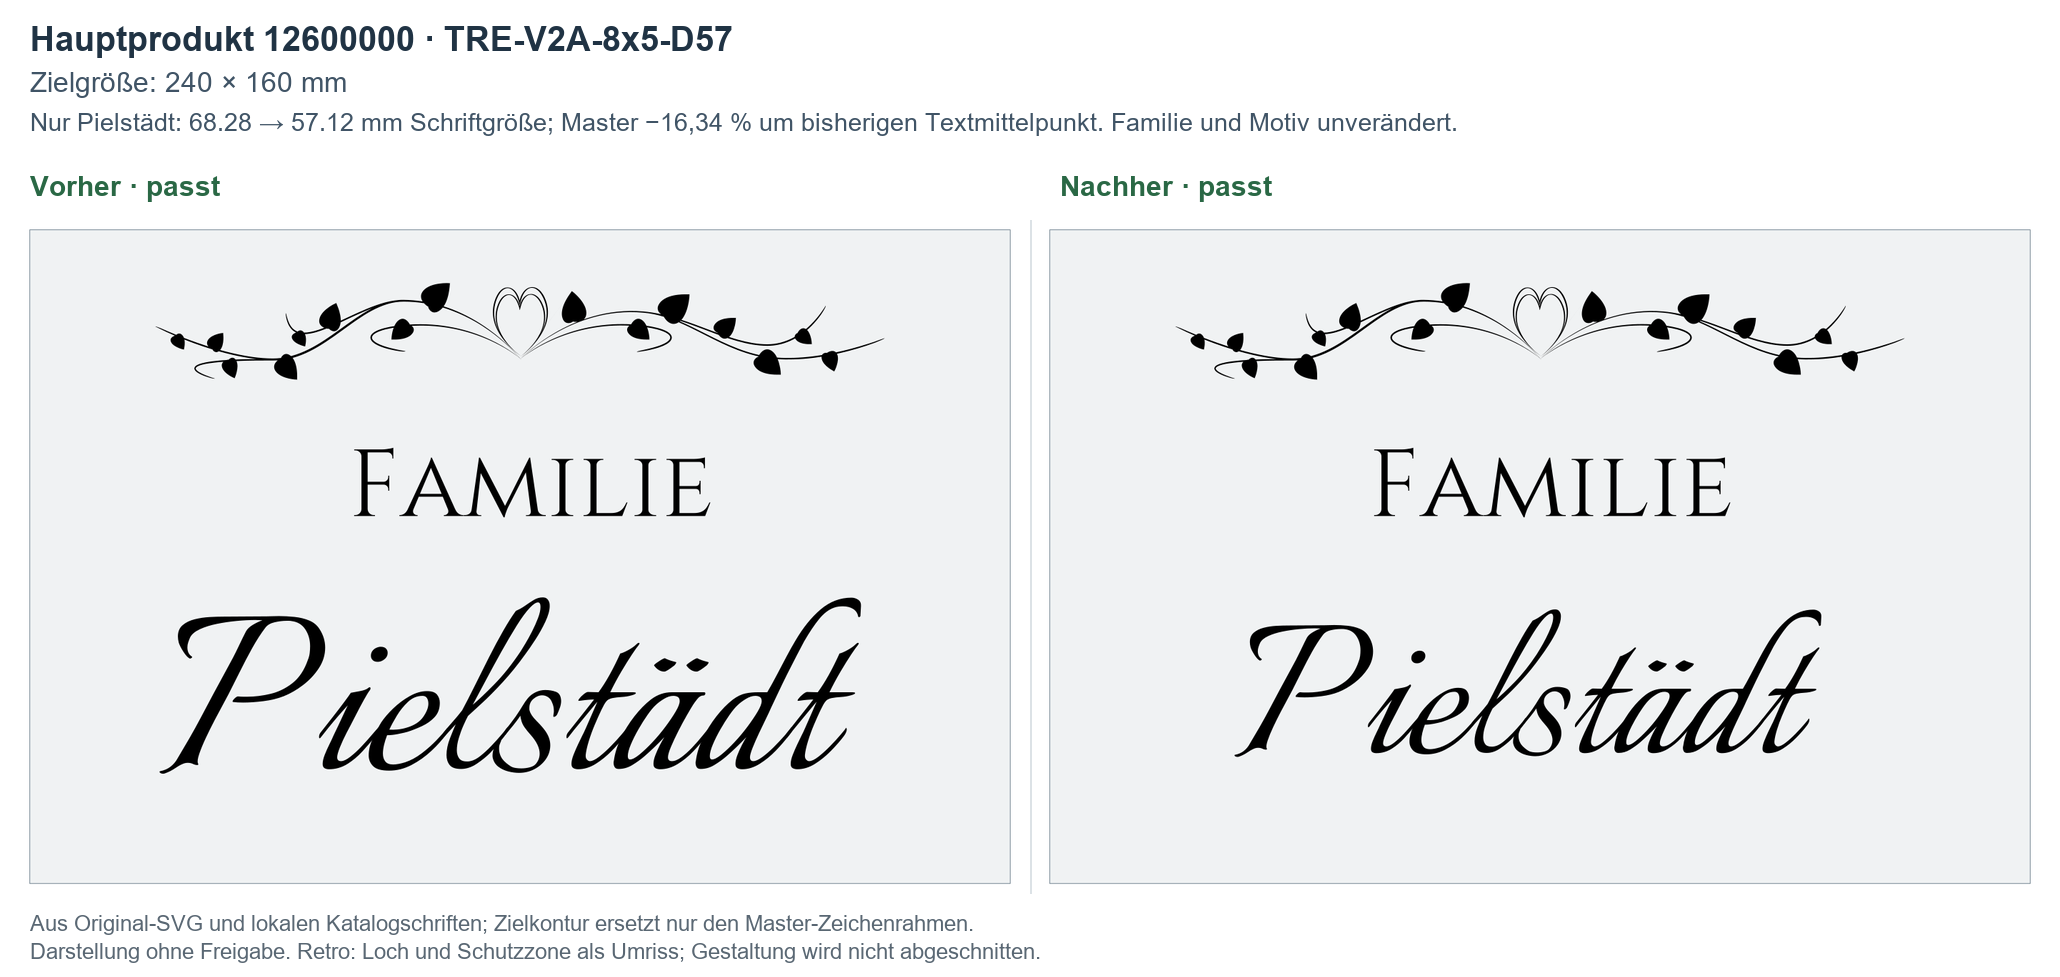 Hauptprodukt 12600000 · TRE-V2A-8x5-D57
Zielgröße: 240 × 160 mm
Nur Pielstädt: 68.28 → 57.12 mm Schriftgröße; Master −16,34 % um bisherigen Textmittelpunkt. Familie und Motiv unverändert.
Vorher · passt
Nachher · passt
Familie
Pielstädt
Familie
Pielstädt
Aus Original-SVG und lokalen Katalogschriften; Zielkontur ersetzt nur den Master-Zeichenrahmen.
Darstellung ohne Freigabe. Retro: Loch und Schutzzone als Umriss; Gestaltung wird nicht abgeschnitten.